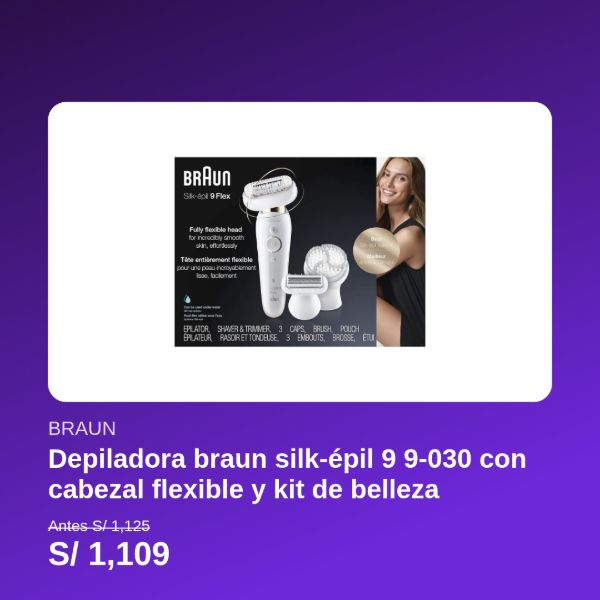 BRAUN
Silk·épil 9 Flex
Fully flexible head
for incredibly smooth
skin, effortlessly
Tête entièrement flexible
pour une peau incroyablement
lisse, facilement
Best
Meilleur
EPILATOR, SHAVER & TRIMMER, 3 CAPS, BRUSH, POUCH
ÉPILATEUR, RASOIR ET TONDEUSE, 3 EMBOUTS, BROSSE, ÉTUI
BRAUN
Depiladora braun silk-épil 9 9-030 con
cabezal flexible y kit de belleza
Antes S/ 1,125
S/ 1,109